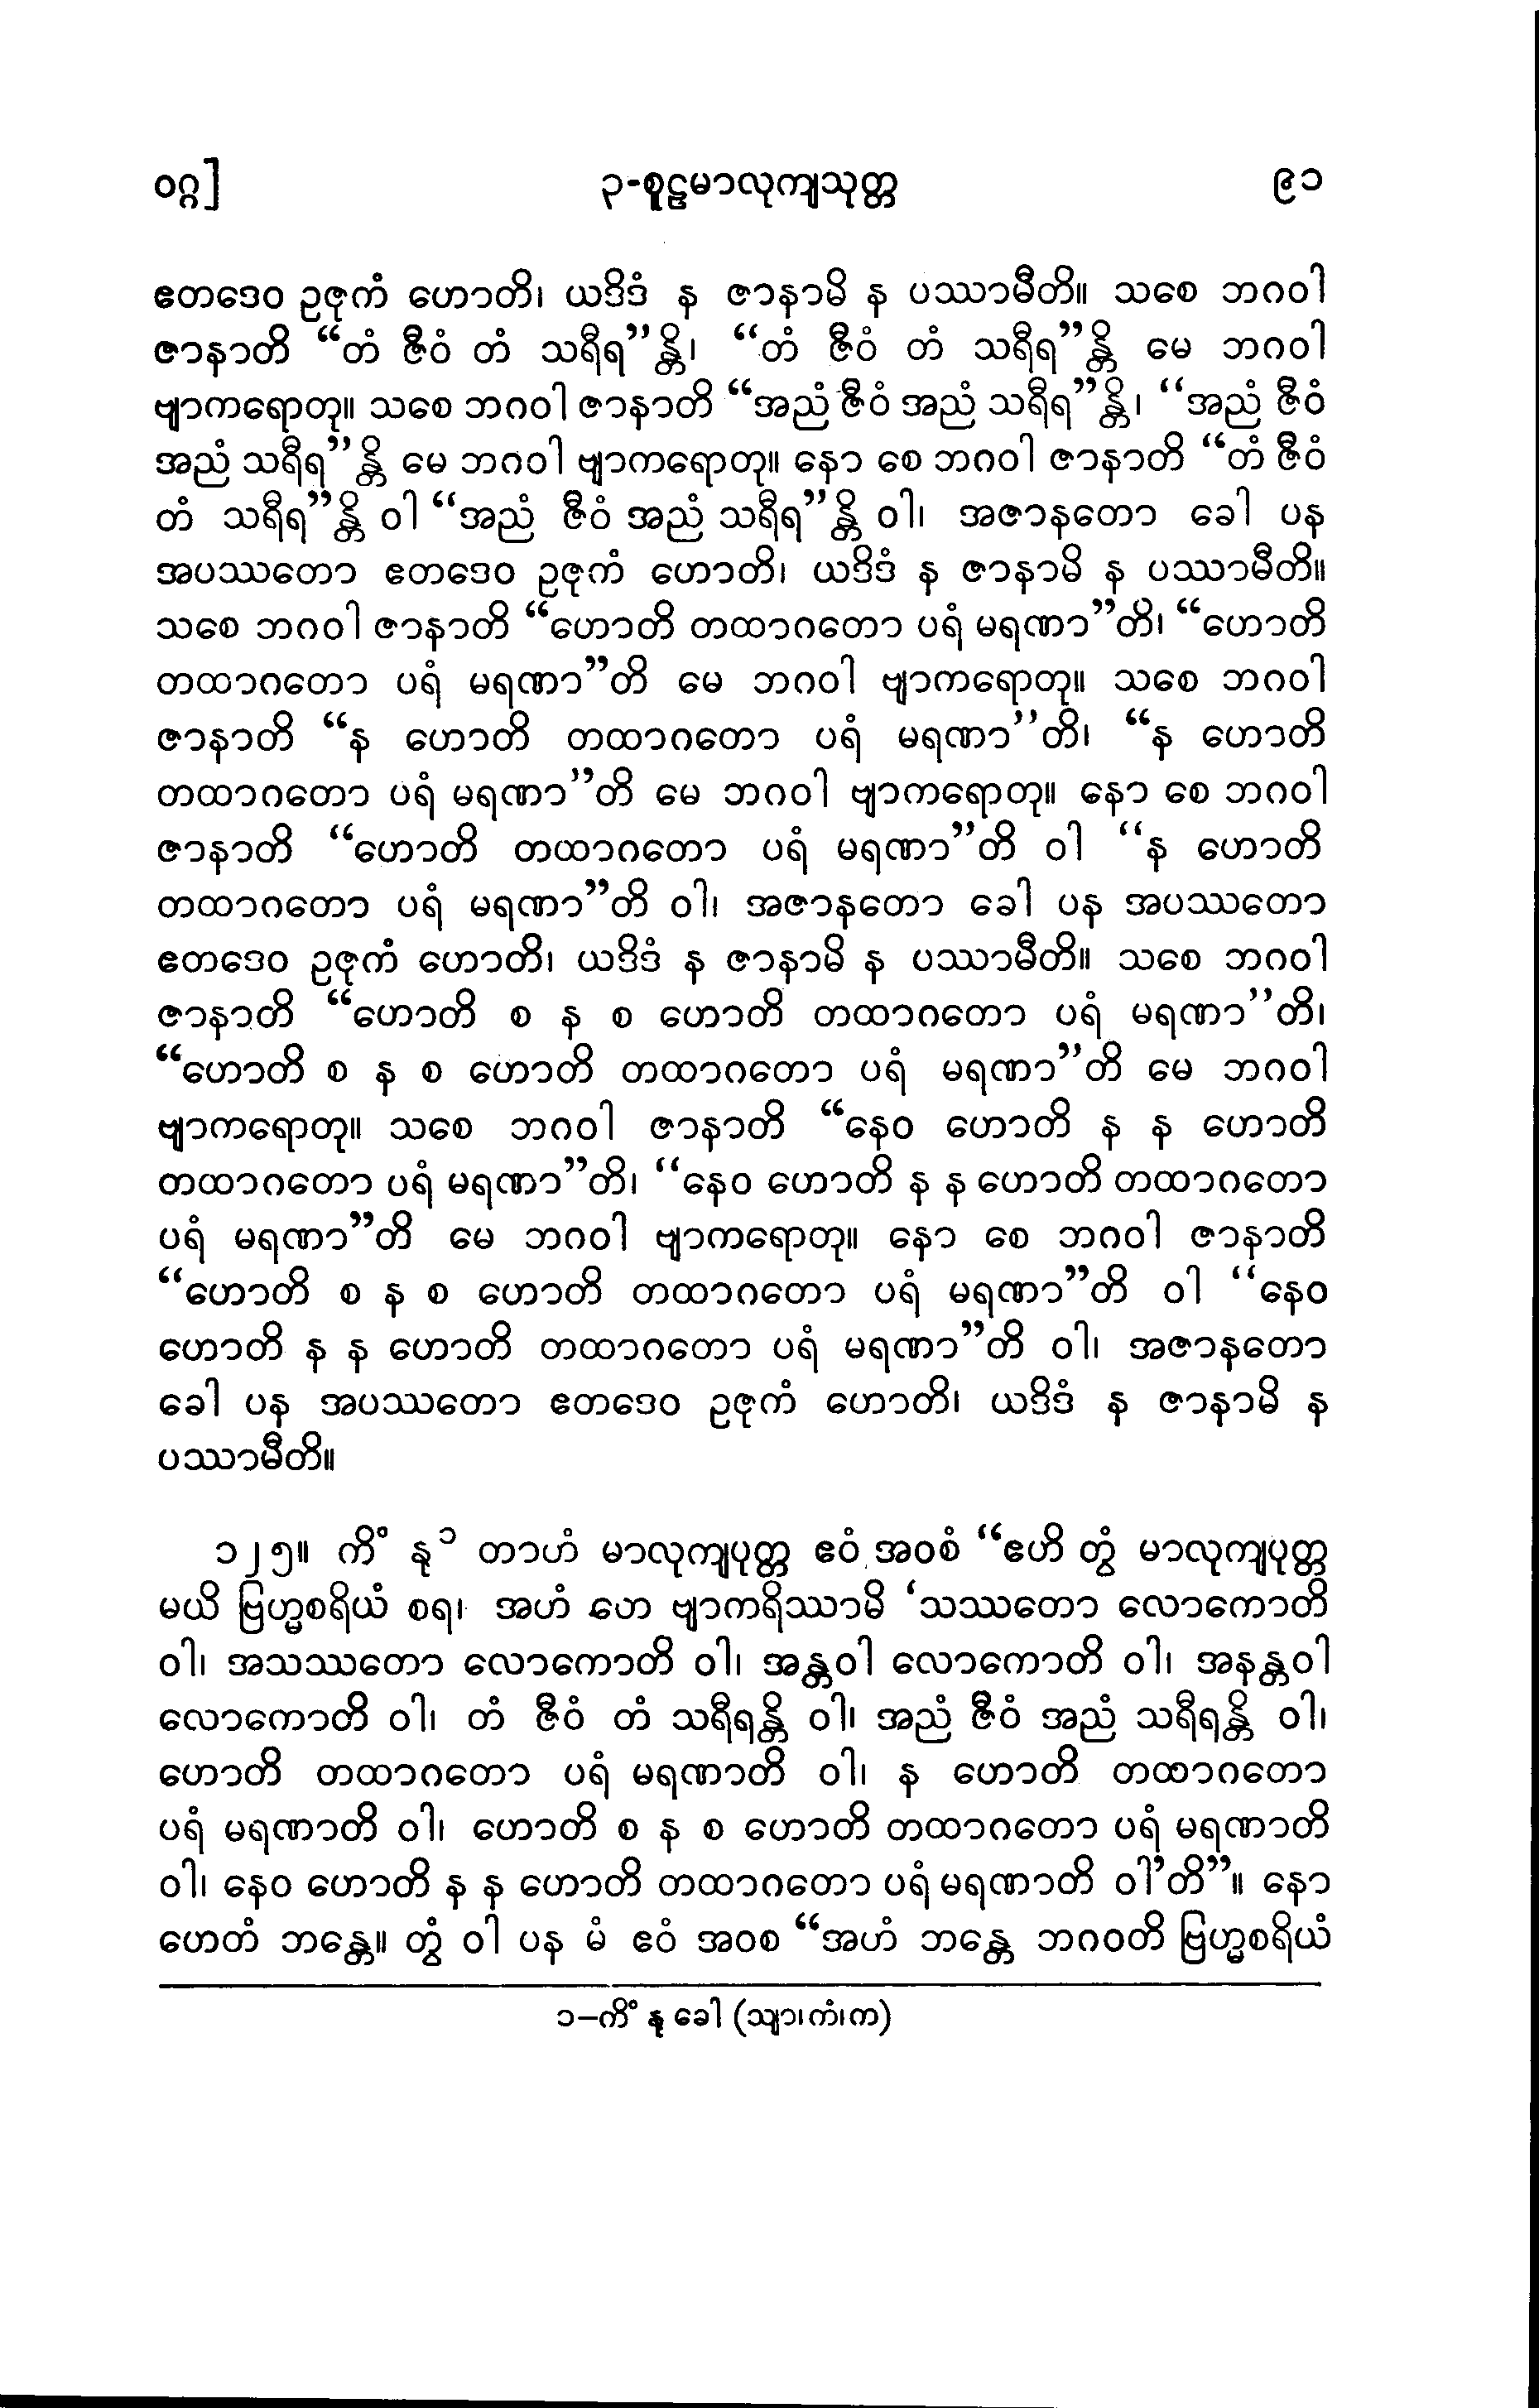 ဝဂ္ဂ] ၃-စူဠမာလုကျသုတ္တ ၉၁
ဧတဒေဝ ဥဇုကံ ဟောတိ၊ ယဒိဒံ န ဇာနာမိ န ပဿာမီတိ။ သစေ ဘဂဝါ
ဇာနာတိ “တံ ဇီဝံ တံ သရီရ”န္တိ၊ “တံ ဇီဝံ တံ သရီရ”န္တိ မေ ဘဂဝါ
ဗျာကရောတု။ သစေ ဘဂဝါ ဇာနာတိ “အညံ ဇီဝံ အညံ သရီရ”န္တိ၊ “အညံ ဇီဝံ
အညံ သရီရ”န္တိ မေ ဘဂဝါ ဗျာကရောတု။ နော စေ ဘဂဝါ ဇာနာတိ “တံ ဇီဝံ
တံ သရီရ”န္တိ ဝါ “အညံ ဇီဝံ အညံ သရီရ”န္တိ ဝါ၊ အဇာနတော ခေါ ပန
အပဿတော ဧတဒေဝ ဥဇုကံ ဟောတိ၊ ယဒိဒံ န ဇာနာမိ န ပဿာမီတိ။
သစေ ဘဂဝါ ဇာနာတိ “ဟောတိ တထာဂတော ပရံ မရဏာ”တိ၊ “ဟောတိ
တထာဂတော ပရံ မရဏာ”တိ မေ ဘဂဝါ ဗျာကရောတု။ သစေ ဘဂဝါ
ဇာနာတိ “န ဟောတိ တထာဂတော ပရံ မရဏာ”တိ၊ “န ဟောတိ
တထာဂတော ပရံ မရဏာ”တိ မေ ဘဂဝါ ဗျာကရောတု။ နော စေ ဘဂဝါ
ဇာနာတိ “ဟောတိ တထာဂတော ပရံ မရဏာ”တိ ဝါ “န ဟောတိ
တထာဂတော ပရံ မရဏာ”တိ ဝါ၊ အဇာနတော ခေါ ပန အပဿတော
ဧတဒေဝ ဥဇုကံ ဟောတိ၊ ယဒိဒံ န ဇာနာမိ န ပဿာမီတိ။ သစေ ဘဂဝါ
ဇာနာတိ “ဟောတိ စ န စ ဟောတိ တထာဂတော ပရံ မရဏာ”တိ၊
“ဟောတိ စ န စ ဟောတိ တထာဂတော ပရံ မရဏာ”တိ မေ ဘဂဝါ
ဗျာကရောတု။ သစေ ဘဂဝါ ဇာနာတိ “နေဝ ဟောတိ န န ဟောတိ
တထာဂတော ပရံ မရဏာ”တိ၊ “နေဝ ဟောတိ န န ဟောတိ တထာဂတော
ပရံ မရဏာ”တိ မေ ဘဂဝါ ဗျာကရောတု။ နော စေ ဘဂဝါ ဇာနာတိ
“ဟောတိ စ န စ ဟောတိ တထာဂတော ပရံ မရဏာ”တိ ဝါ “နေဝ
ဟောတိ န န ဟောတိ တထာဂတော ပရံ မရဏာ”တိ ဝါ၊ အဇာနတော
ခေါ ပန အပဿတော ဧတဒေဝ ဥဇုကံ ဟောတိ၊ ယဒိဒံ န ဇာနာမိ န
ပဿာမီတိ။
၁၂၅။ ကိံ နု၁ တာဟံ မာလုကျပုတ္တ ဧဝံ အဝစံ “ဧဟိ တွံ မာလုကျပုတ္တ
မယိ ဗြဟ္မစရိယံ စရ၊ အဟံ တေ ဗျာကရိဿာမိ ‘သဿတော လောကောတိ
ဝါ၊ အသဿတော လောကောတိ ဝါ၊ အန္တဝါ လောကောတိ ဝါ၊ အနန္တဝါ
လောကောတိ ဝါ၊ တံ ဇီဝံ တံ သရီရန္တိ ဝါ၊ အညံ ဇီဝံ အညံ သရီရန္တိ ဝါ၊
ဟောတိ တထာဂတော ပရံ မရဏာတိ ဝါ၊ န ဟောတိ တထာဂတော
ပရံ မရဏာတိ ဝါ၊ ဟောတိ စ န စ ဟောတိ တထာဂတော ပရံ မရဏာတိ
ဝါ၊ နေဝ ဟောတိ န န ဟောတိ တထာဂတော ပရံ မရဏာတိ ဝါ’တိ”။ နော
ဟေတံ ဘန္တေ။ တွံ ဝါ ပန မံ ဧဝံ အဝစ “အဟံ ဘန္တေ ဘဂဝတိ ဗြဟ္မစရိယံ
၁–ကိံ နု ခေါ (သျာ၊ကံ၊က)